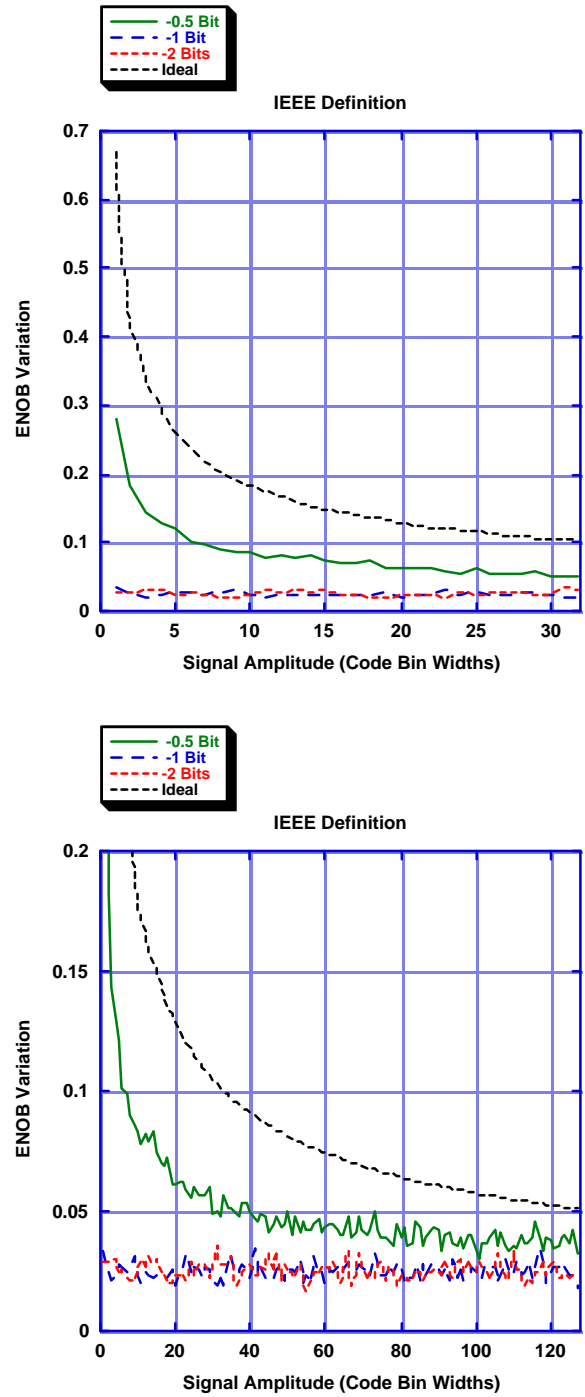 -0.5 Bit
-1 Bit
-2 Bits
Ideal
IEEE Definition
0.7
0.6
0.5
0.4
0.3
0.2
0.1
0
ENOB Variation
0 5 10 15 20 25 30
Signal Amplitude (Code Bin Widths)
-0.5 Bit
-1 Bit
-2 Bits
Ideal
IEEE Definition
0.2
0.15
0.1
0.05
0
ENOB Variation
0 20 40 60 80 100 120
Signal Amplitude (Code Bin Widths)